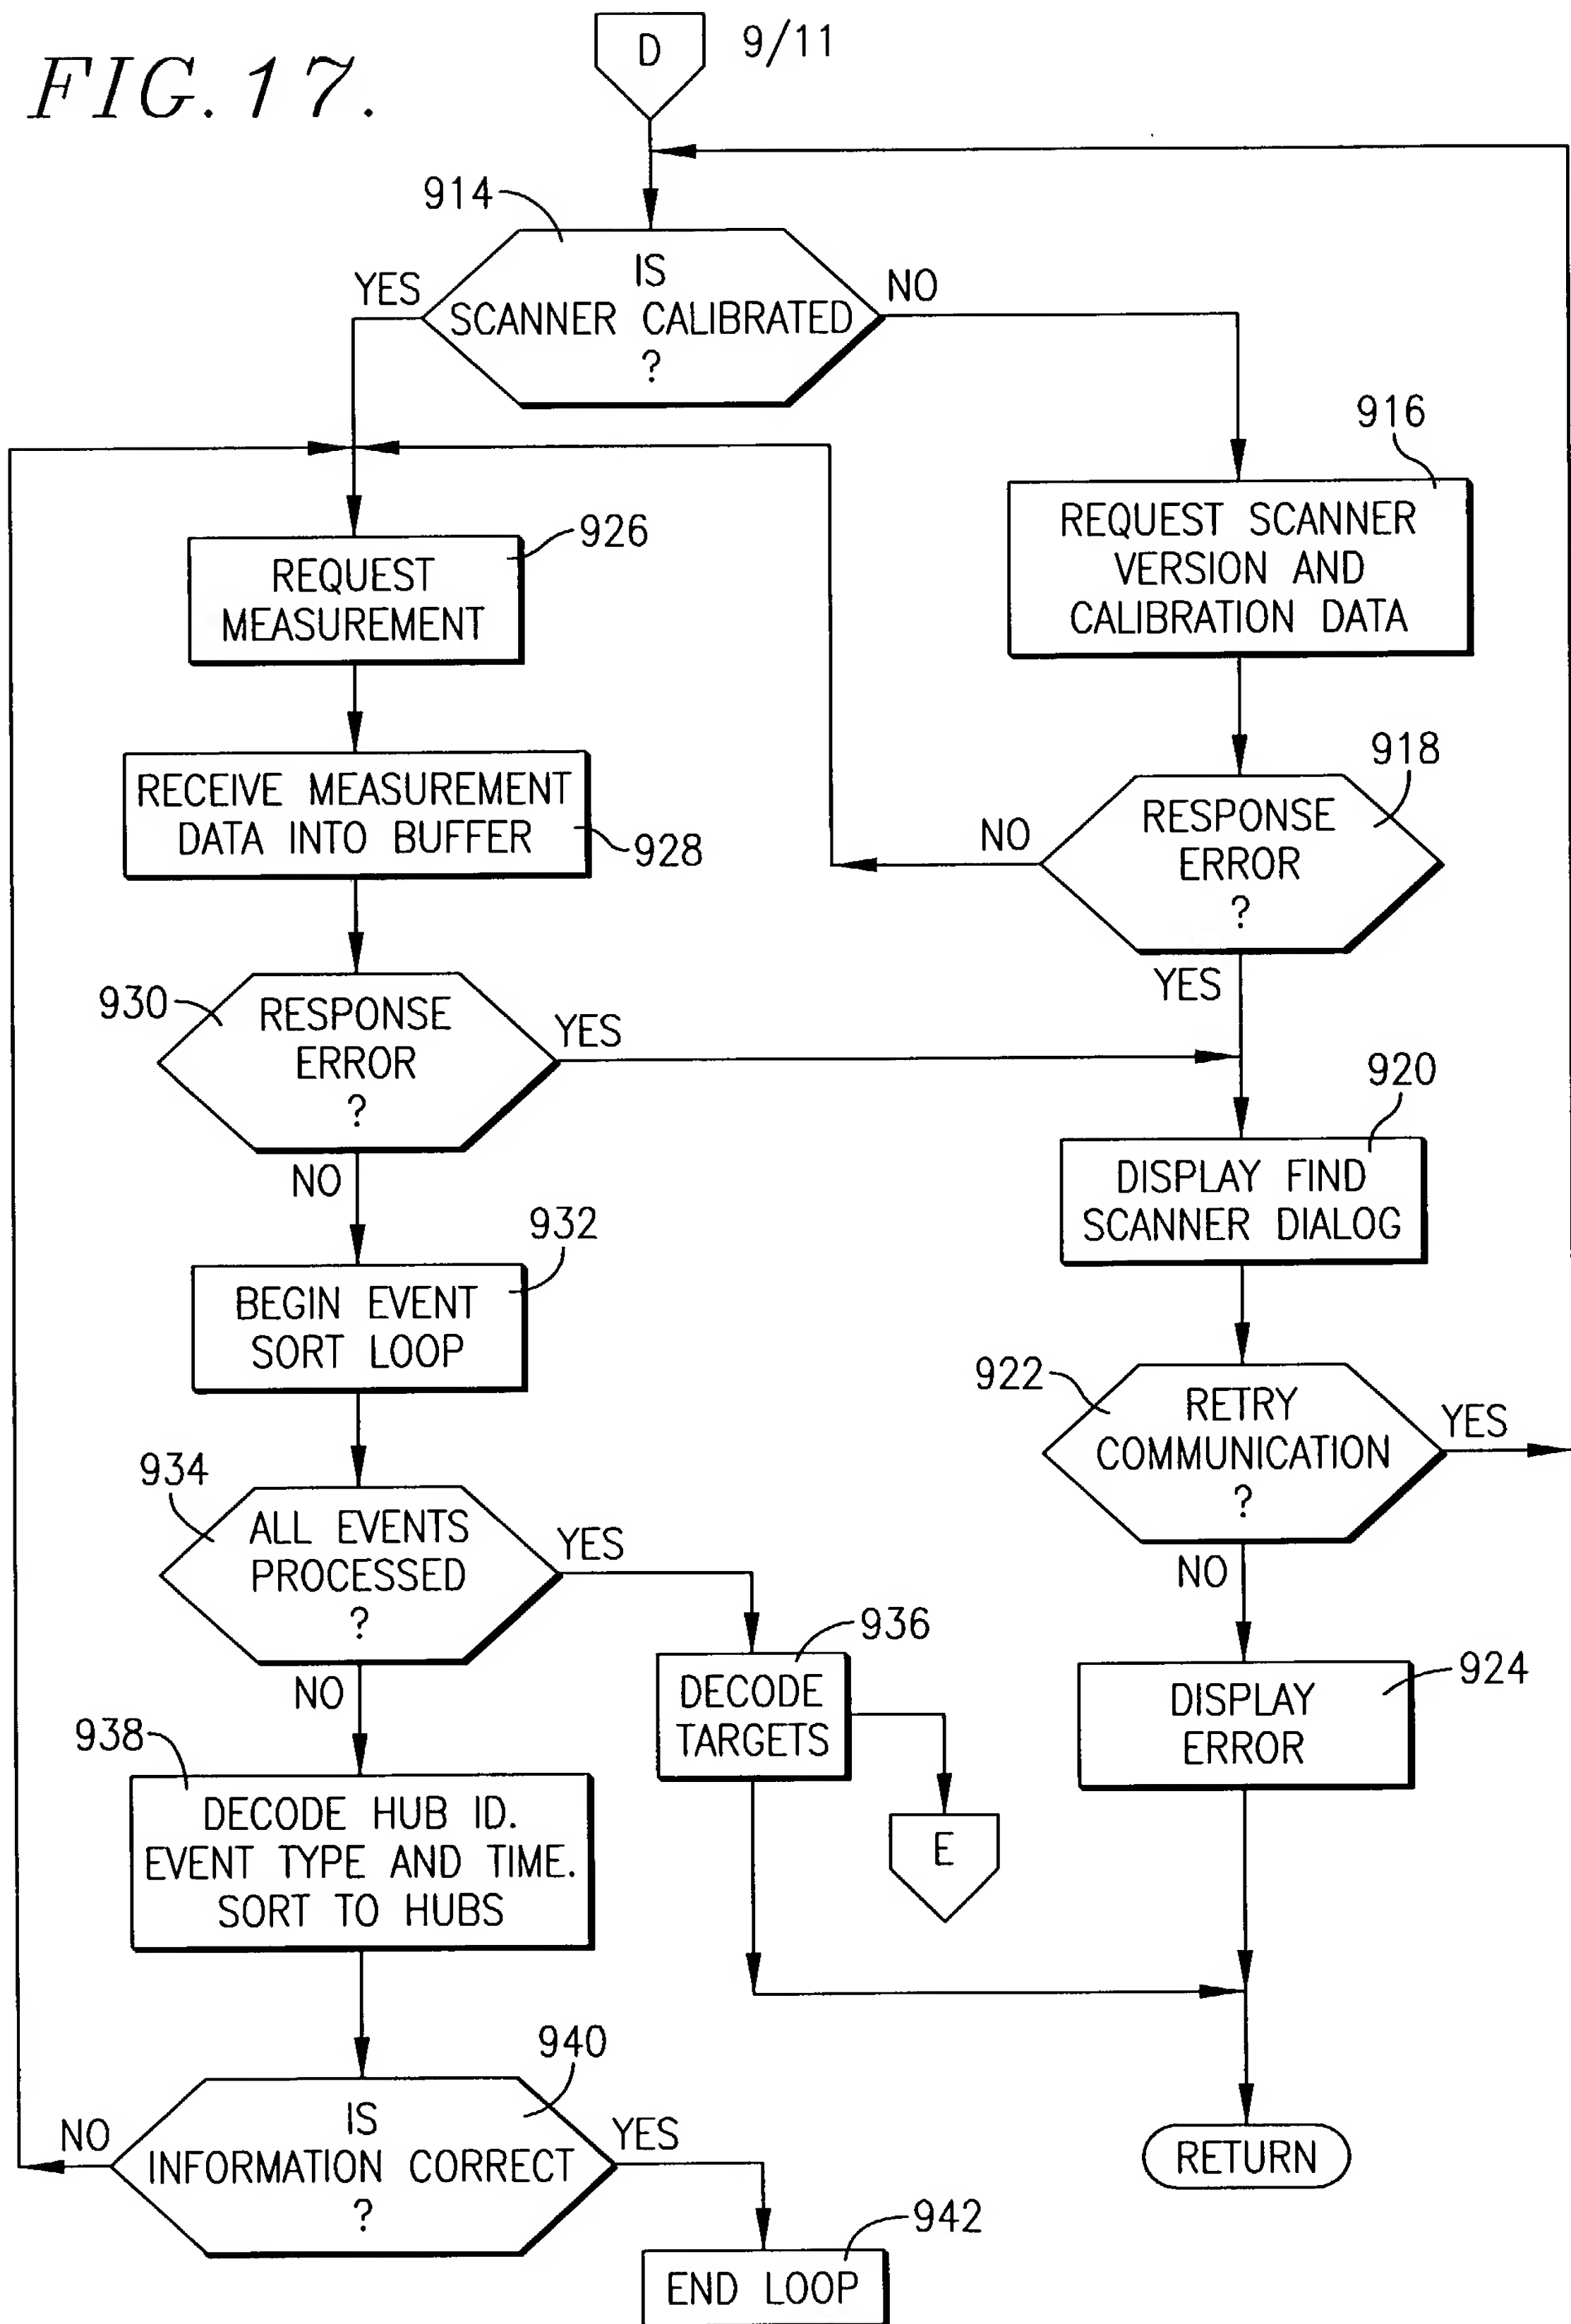 FIG. 17.
D
9/11
914
IS
SCANNER CALIBRATED
?
YES
NO
916
REQUEST SCANNER
VERSION AND
CALIBRATION DATA
926
REQUEST
MEASUREMENT
918
RESPONSE
ERROR
?
NO
YES
RECEIVE MEASUREMENT
DATA INTO BUFFER
928
930
RESPONSE
ERROR
?
YES
NO
920
DISPLAY FIND
SCANNER DIALOG
932
BEGIN EVENT
SORT LOOP
922
RETRY
COMMUNICATION
?
YES
NO
934
ALL EVENTS
PROCESSED
?
YES
NO
936
DECODE
TARGETS
924
DISPLAY
ERROR
938
DECODE HUB ID.
EVENT TYPE AND TIME.
SORT TO HUBS
E
940
IS
INFORMATION CORRECT
?
NO
YES
RETURN
942
END LOOP